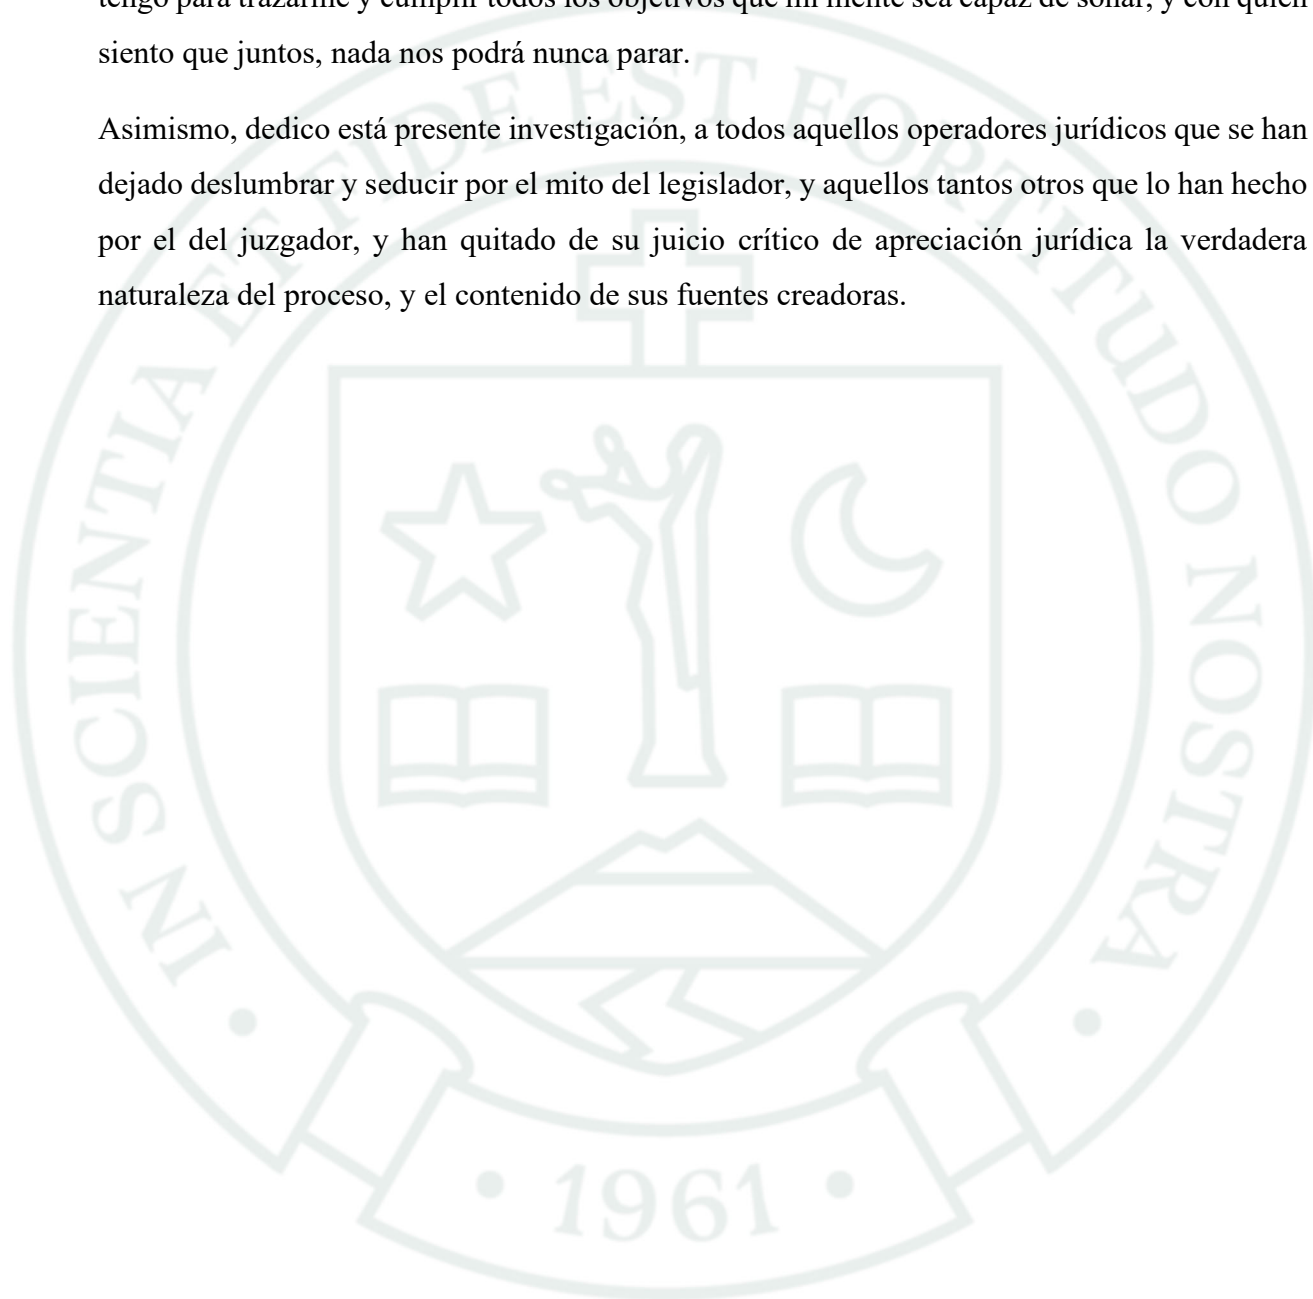 tengo para trazarme y cumplir todos los objetivos que mi mente sea capaz de soñar, y con quien
siento que juntos, nada nos podrá nunca parar.
Asimismo, dedico está presente investigación, a todos aquellos operadores jurídicos que se han
dejado deslumbrar y seducir por el mito del legislador, y aquellos tantos otros que lo han hecho
por el del juzgador, y han quitado de su juicio crítico de apreciación jurídica la verdadera
naturaleza del proceso, y el contenido de sus fuentes creadoras.
IN SCIENTIA ET FIDE EST FORTITUDO NOSTRA
• 1961 •